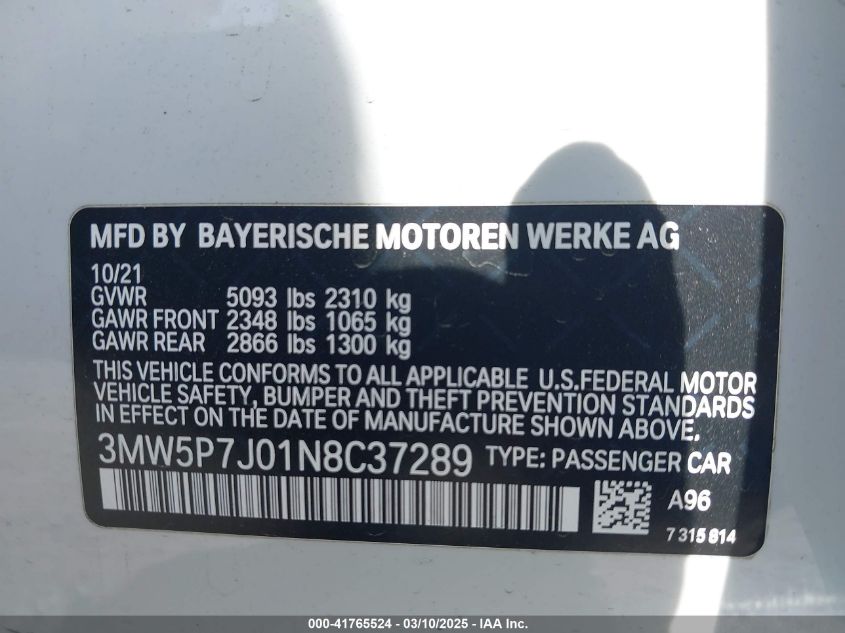 MFD BY BAYERISCHE MOTOREN WERKE AG
10/21
GVWR 5093 lbs 2310 kg
GAWR FRONT 2348 lbs 1065 kg
GAWR REAR 2866 lbs 1300 kg
THIS VEHICLE CONFORMS TO ALL APPLICABLE U.S.FEDERAL MOTOR
VEHICLE SAFETY, BUMPER AND THEFT PREVENTION STANDARDS
IN EFFECT ON THE DATE OF MANUFACTURE SHOWN ABOVE.
3MW5P7J01N8C37289 TYPE: PASSENGER CAR
A96
7 315 814
000-41765524 - 03/10/2025 - IAA Inc.